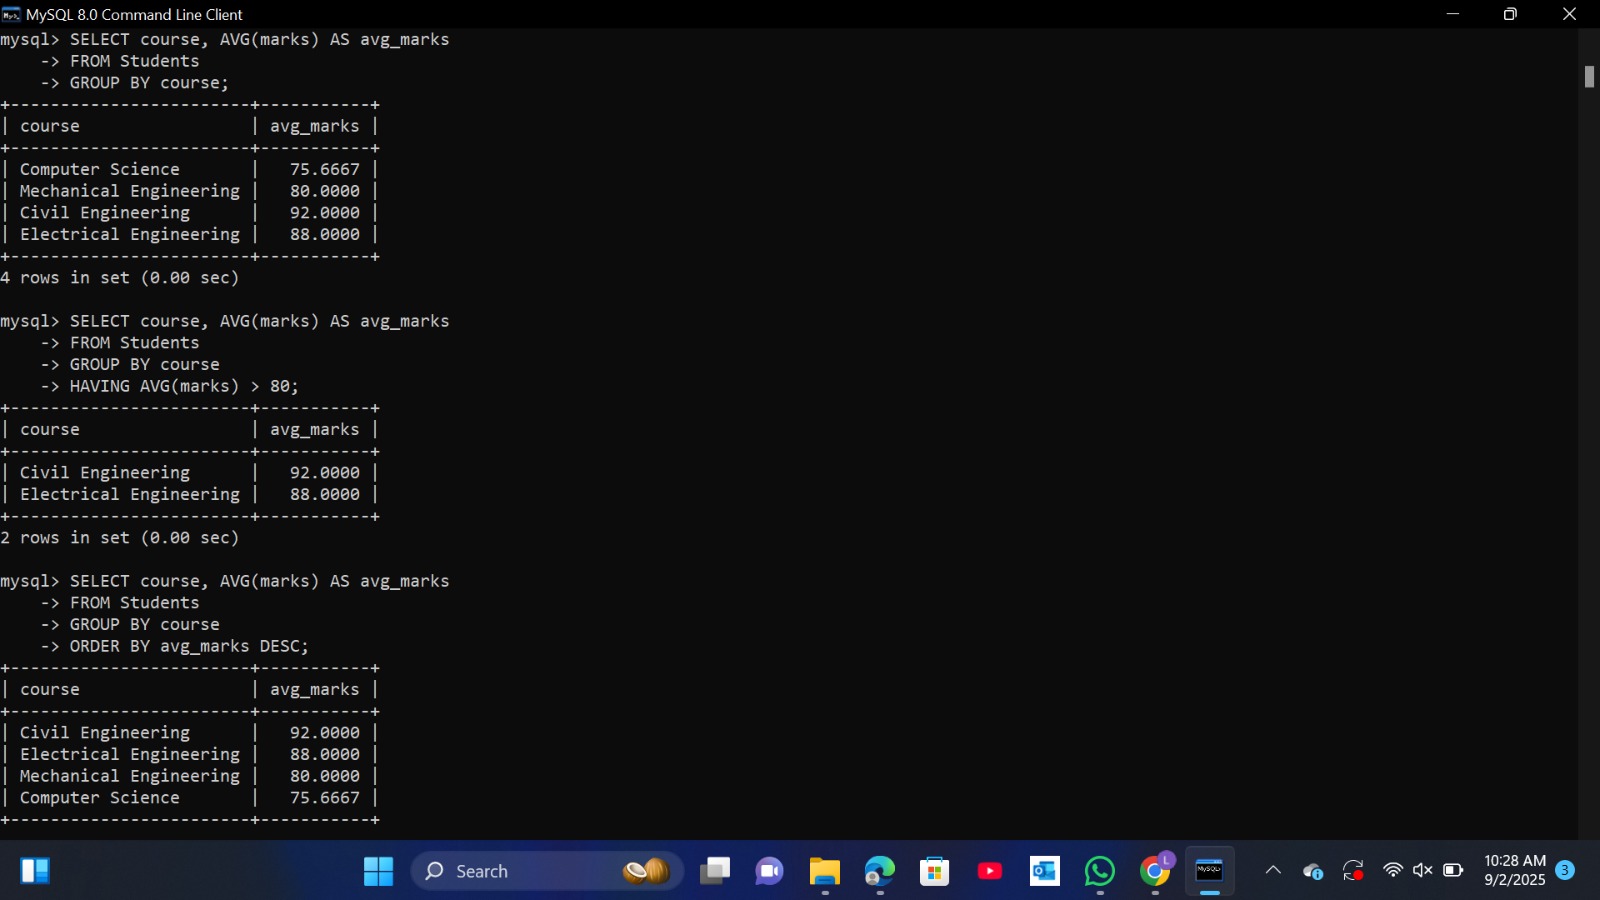 MySQL 8.0 Command Line Client
mysql> SELECT course, AVG(marks) AS avg_marks
    -> FROM Students
    -> GROUP BY course;
+------------------------+-----------+
| course                 | avg_marks |
+------------------------+-----------+
| Computer Science       |   75.6667 |
| Mechanical Engineering |   80.0000 |
| Civil Engineering      |   92.0000 |
| Electrical Engineering |   88.0000 |
+------------------------+-----------+
4 rows in set (0.00 sec)
mysql> SELECT course, AVG(marks) AS avg_marks
    -> FROM Students
    -> GROUP BY course
    -> HAVING AVG(marks) > 80;
+------------------------+-----------+
| course                 | avg_marks |
+------------------------+-----------+
| Civil Engineering      |   92.0000 |
| Electrical Engineering |   88.0000 |
+------------------------+-----------+
2 rows in set (0.00 sec)
mysql> SELECT course, AVG(marks) AS avg_marks
    -> FROM Students
    -> GROUP BY course
    -> ORDER BY avg_marks DESC;
+------------------------+-----------+
| course                 | avg_marks |
+------------------------+-----------+
| Civil Engineering      |   92.0000 |
| Electrical Engineering |   88.0000 |
| Mechanical Engineering |   80.0000 |
| Computer Science       |   75.6667 |
+------------------------+-----------+
Search
L
MySQL
10:28 AM
9/2/2025
3